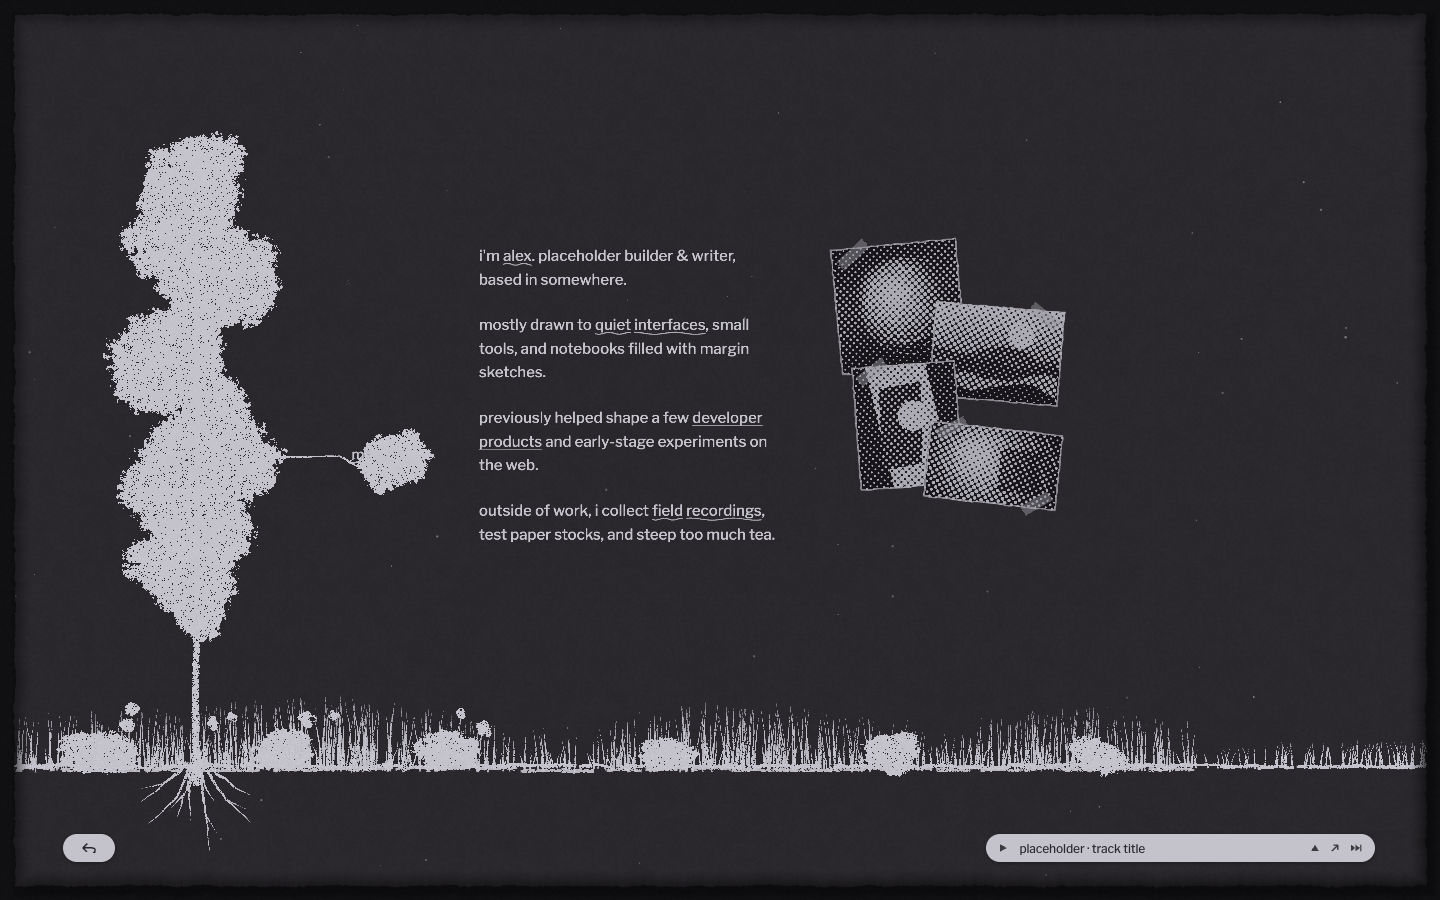 i'm alex. placeholder builder & writer,
based in somewhere.
mostly drawn to quiet interfaces, small
tools, and notebooks filled with margin
sketches.
previously helped shape a few developer
products and early-stage experiments on
the web.
outside of work, i collect field recordings,
test paper stocks, and steep too much tea.
placeholder · track title